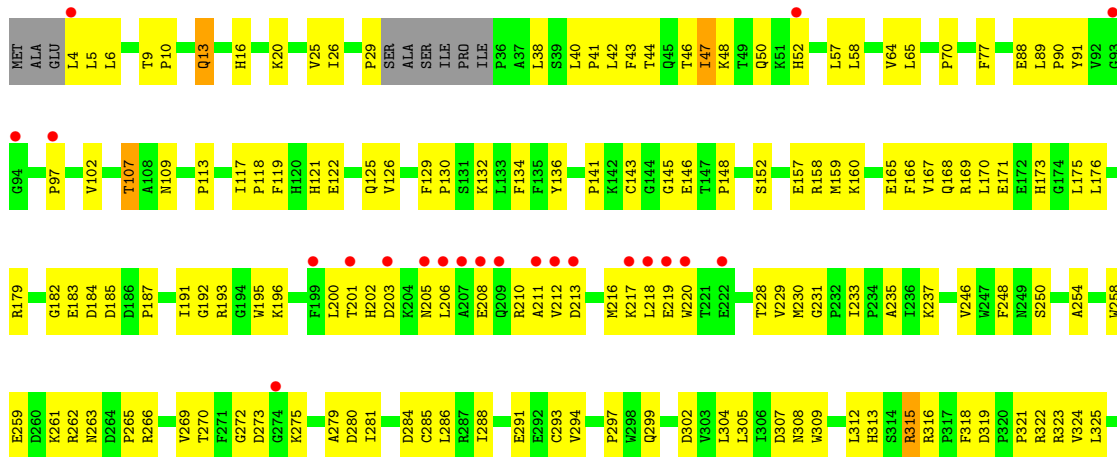 MET ALA GLU L4 L5 L6 T9 P10 Q13 H16 K20 V25 I26 P29 SER ALA SER ILE PRO ILE P36 A37 L38 S39 L40 P41 L42 F43 T44 Q45 T46 I47 K48 T49 Q50 K51 H52 L57 L58 V64 L65 P70 F77 E88 L89 P90 Y91 V92 G93
G94 P97 V102 T107 A108 N109 P113 I117 P118 F119 H120 H121 E122 Q125 V126 F129 P130 S131 K132 L133 F134 F135 Y136 P141 K142 C143 G144 G145 E146 T147 P148 S152 E157 R158 M159 K160 E165 F166 V167 Q168 R169 L170 E171 E172 H173 G174 L175 L176
R179 G182 E183 D184 D185 D186 P187 I191 G192 R193 G194 W195 K196 F199 L200 T201 H202 D203 K204 N205 L206 A207 E208 Q209 R210 A211 V212 D213 M216 K217 L218 E219 W220 T221 E222 T228 V229 M230 G231 P232 I233 P234 A235 I236 K237 V246 W247 F248 N249 S250 A254 W258
E259 D260 K261 R262 N263 D264 P265 R266 V269 T270 F271 G272 D273 G274 K275 A279 D280 I281 D284 C285 L286 R287 I288 E291 E292 C293 V294 P297 W298 Q299 D302 V303 L304 L305 I306 D307 N308 W309 L312 H313 S314 R315 R316 P317 F318 D319 P320 P321 R322 R323 V324 L325